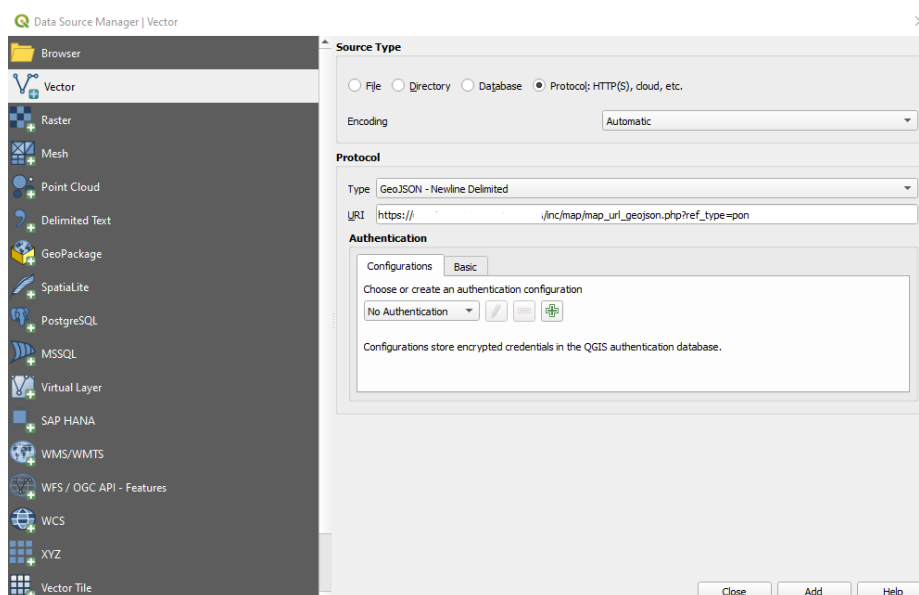 Data Source Manager | Vector
Browser
Vector
Raster
Mesh
Point Cloud
Delimited Text
GeoPackage
SpatiaLite
PostgreSQL
MSSQL
Virtual Layer
SAP HANA
WMS/WMTS
WFS / OGC API - Features
WCS
XYZ
Vector Tile
Source Type
File Directory Database Protocol: HTTP(S), cloud, etc.
Encoding Automatic
Protocol
Type GeoJSON - Newline Delimited
URI https:// /inc/map/map_url_geojson.php?ref_type=pon
Authentication
Configurations Basic
Choose or create an authentication configuration
No Authentication
Configurations store encrypted credentials in the QGIS authentication database.
Close Add Help